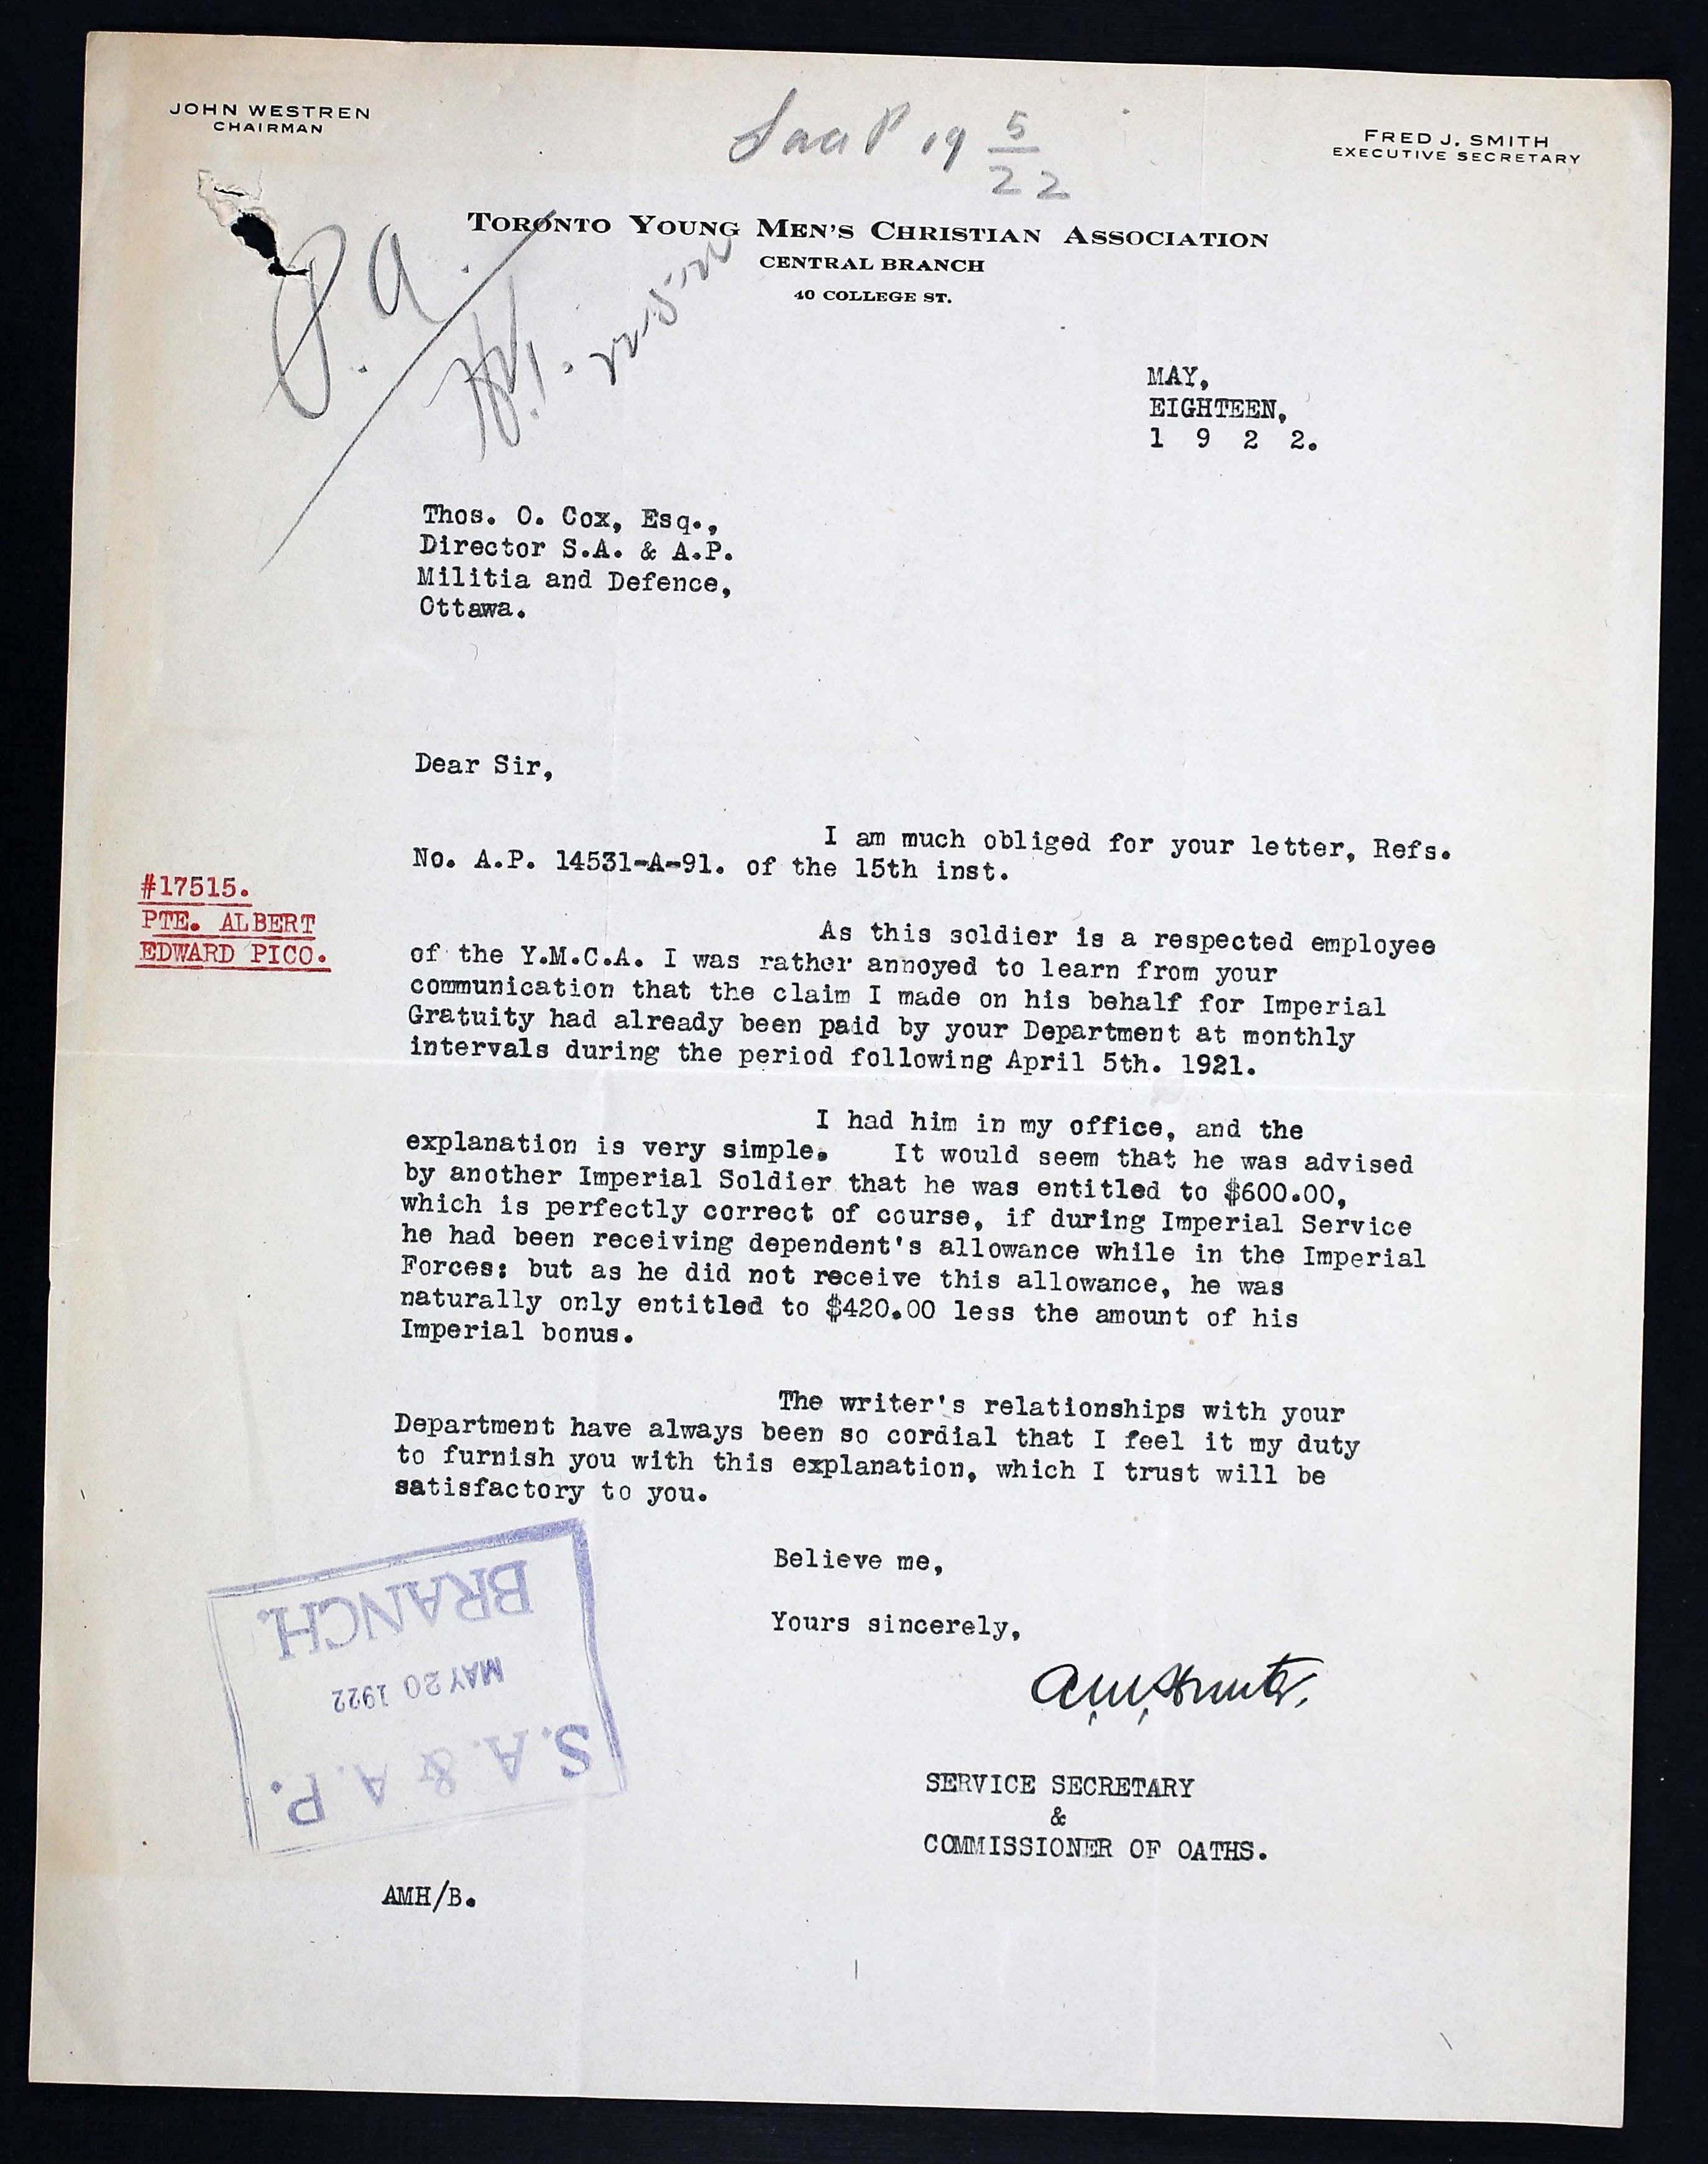 JOHN WESTREN
CHAIRMAN
FRED J. SMITH
EXECUTIVE SECRETARY
19 5/22
TORONTO YOUNG MEN'S CHRISTIAN ASSOCIATION
CENTRAL BRANCH
40 COLLEGE ST.
P.A.
MAY,
EIGHTEEN,
1 9 2 2.
Thos. O. Cox, Esq.,
Director S.A. & A.P.
Militia and Defence,
Ottawa.
Dear Sir,
I am much obliged for your letter, Refs.
No. A.P. 14531-A-91. of the 15th inst.
#17515.
PTE. ALBERT
EDWARD PICO.
As this soldier is a respected employee
of the Y.M.C.A. I was rather annoyed to learn from your
communication that the claim I made on his behalf for Imperial
Gratuity had already been paid by your Department at monthly
intervals during the period following April 5th. 1921.
I had him in my office, and the
explanation is very simple. It would seem that he was advised
by another Imperial Soldier that he was entitled to $600.00,
which is perfectly correct of course, if during Imperial Service
he had been receiving dependent's allowance while in the Imperial
Forces: but as he did not receive this allowance, he was
naturally only entitled to $420.00 less the amount of his
Imperial bonus.
The writer's relationships with your
Department have always been so cordial that I feel it my duty
to furnish you with this explanation, which I trust will be
satisfactory to you.
Believe me,
Yours sincerely,
A.M. Hunter.
SERVICE SECRETARY
&
COMMISSIONER OF OATHS.
S.A. & A.P.
MAY 20 1922
BRANCH.
AMH/B.